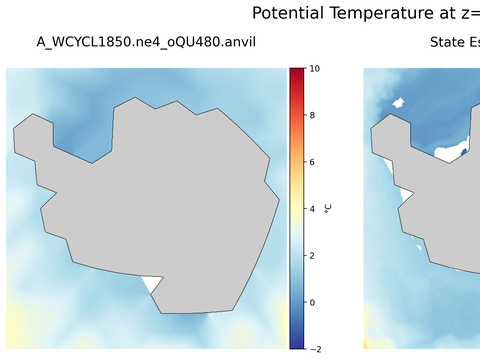 Potential Temperature at z=
A_WCYCL1850.ne4_oQU480.anvil
State Es
10
8
6
4
2
0
−2
°C